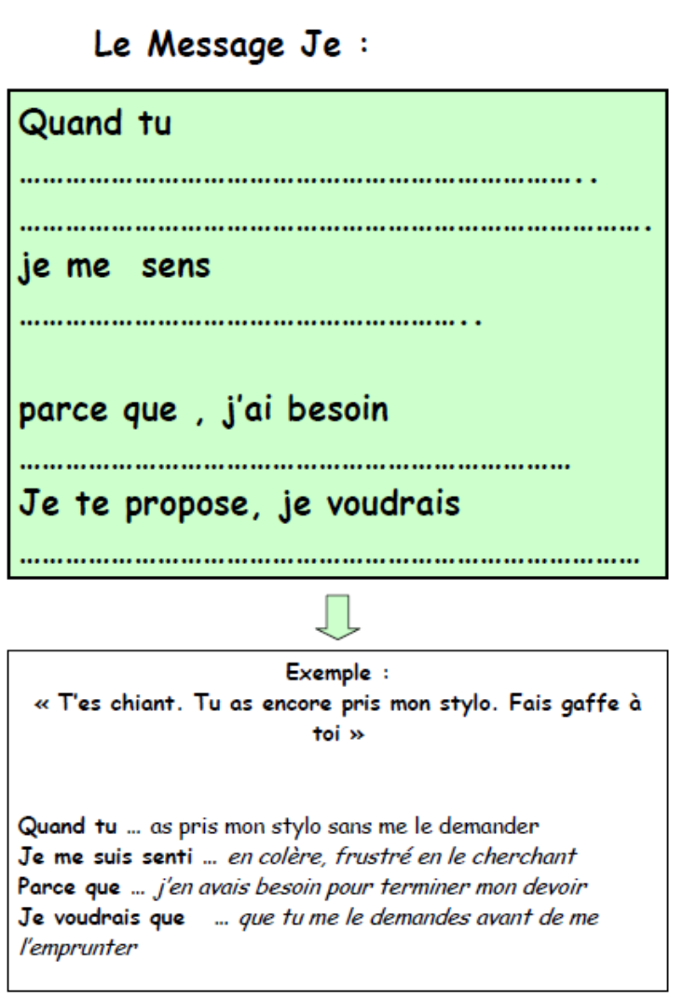 Le Message Je :
Quand tu
………………………………………………………………..
……………………………………………………………………….
je me  sens
…………………………………………………..
parce que , j'ai besoin
………………………………………………………………
Je te propose, je voudrais
………………………………………………………………………
Exemple :
« T'es chiant. Tu as encore pris mon stylo. Fais gaffe à
toi »
Quand tu … as pris mon stylo sans me le demander
Je me suis senti … en colère, frustré en le cherchant
Parce que … j'en avais besoin pour terminer mon devoir
Je voudrais que   … que tu me le demandes avant de me
l'emprunter